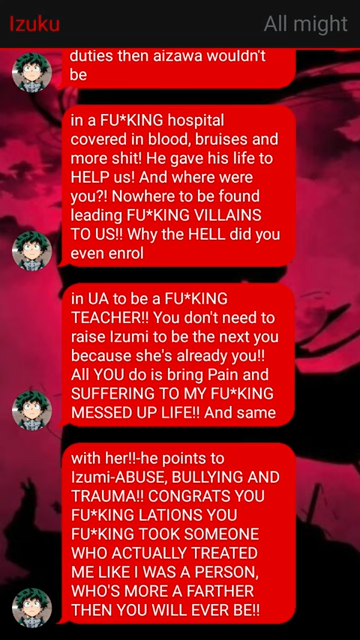 Izuku
All might
duties then aizawa wouldn't
be
in a FU*KING hospital
covered in blood, bruises and
more shit! He gave his life to
HELP us! And where were
you?! Nowhere to be found
leading FU*KING VILLAINS
TO US!! Why the HELL did you
even enrol
in UA to be a FU*KING
TEACHER!! You don't need to
raise Izumi to be the next you
because she's already you!!
All YOU do is bring Pain and
SUFFERING TO MY FU*KING
MESSED UP LIFE!! And same
with her!!-he points to
Izumi-ABUSE, BULLYING AND
TRAUMA!! CONGRATS YOU
FU*KING LATIONS YOU
FU*KING TOOK SOMEONE
WHO ACTUALLY TREATED
ME LIKE I WAS A PERSON,
WHO'S MORE A FARTHER
THEN YOU WILL EVER BE!!